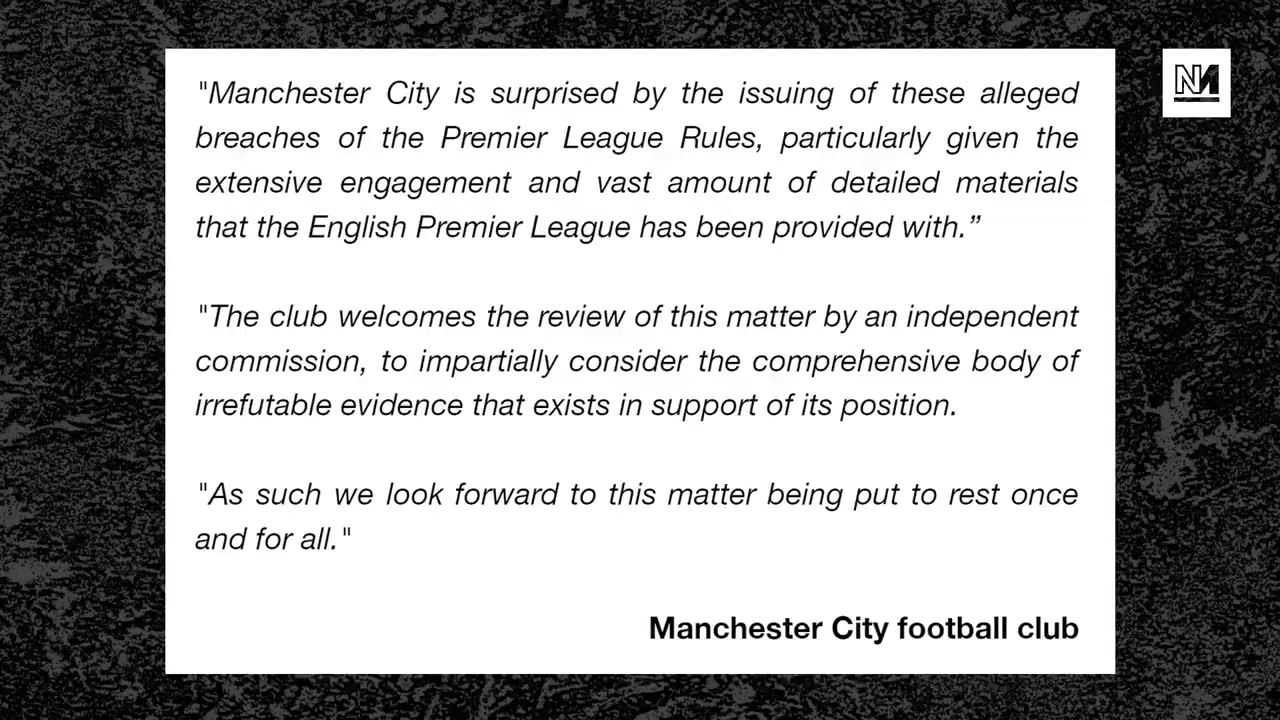 "Manchester City is surprised by the issuing of these alleged
breaches of the Premier League Rules, particularly given the
extensive engagement and vast amount of detailed materials
that the English Premier League has been provided with.”
"The club welcomes the review of this matter by an independent
commission, to impartially consider the comprehensive body of
irrefutable evidence that exists in support of its position.
"As such we look forward to this matter being put to rest once
and for all."
Manchester City football club
NM